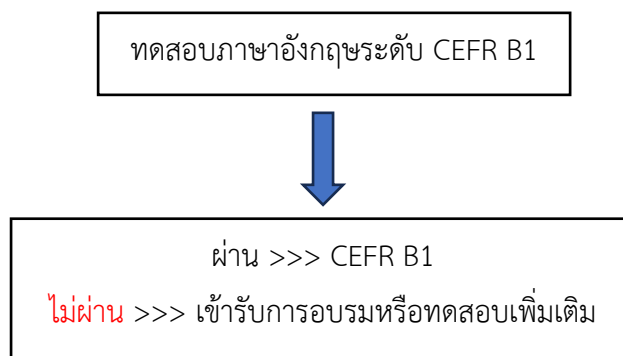 ทดสอบภาษาอังกฤษระดับ CEFR B1
ผ่าน >>> CEFR B1
ไม่ผ่าน >>> เข้ารับการอบรมหรือทดสอบเพิ่มเติม